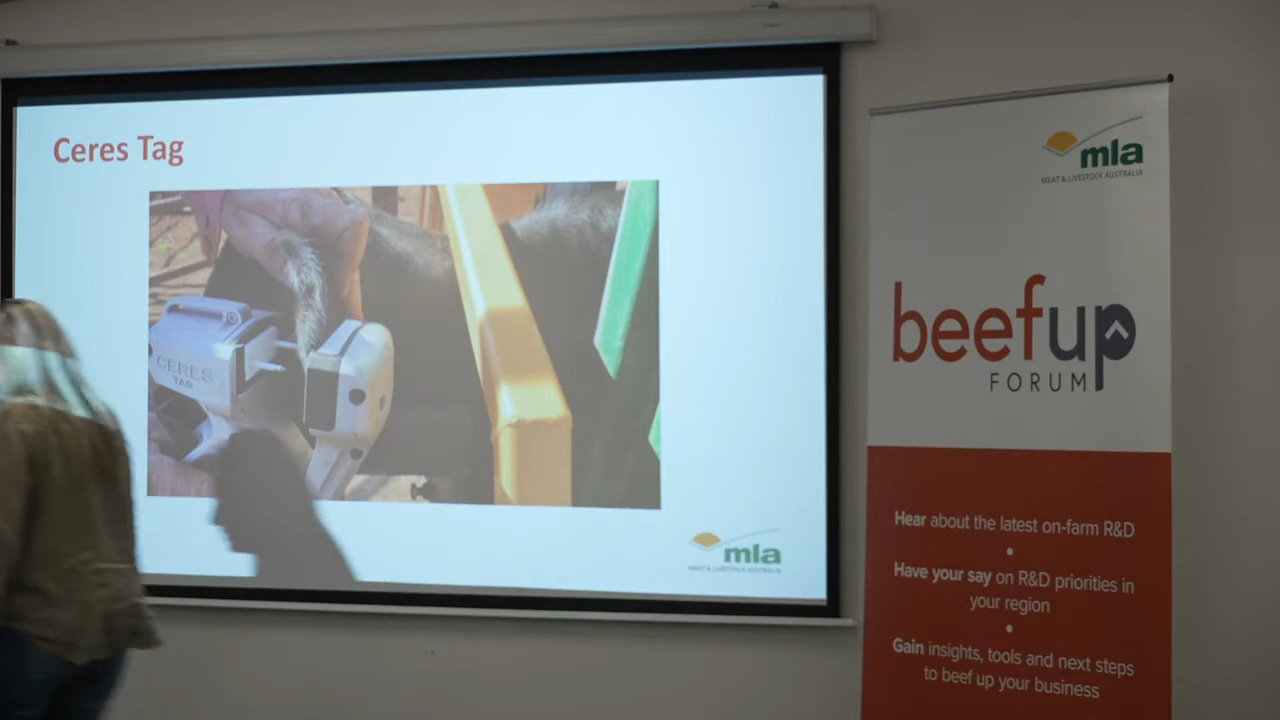 Ceres Tag
CERES
TAG
mla
MEAT & LIVESTOCK AUSTRALIA
mla
MEAT & LIVESTOCK AUSTRALIA
beefup
FORUM
Hear about the latest on-farm R&D
•
Have your say on R&D priorities in
your region
•
Gain insights, tools and next steps
to beef up your business